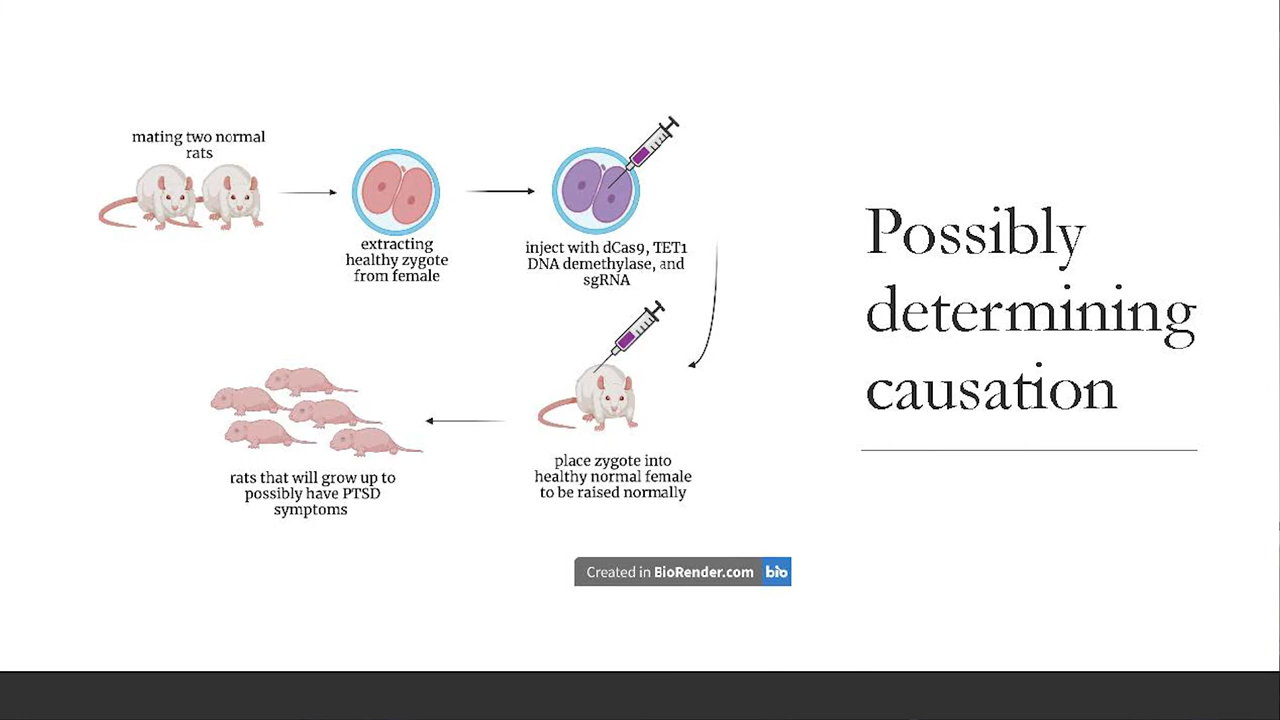 mating two normal
rats
extracting
healthy zygote
from female
inject with dCas9, TET1
DNA demethylase, and
sgRNA
place zygote into
healthy normal female
to be raised normally
rats that will grow up to
possibly have PTSD
symptoms
Created in BioRender.com bio
Possibly
determining
causation